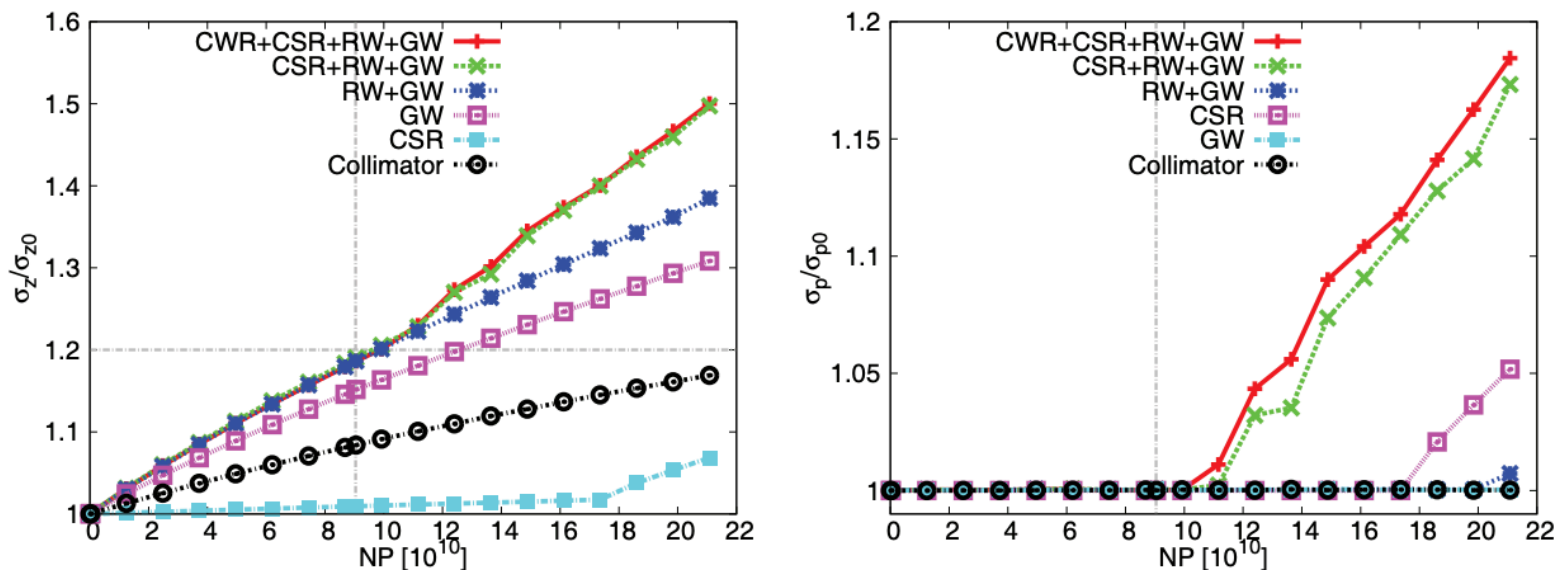 1.6
1.5
1.4
1.3
1.2
1.1
1
σz/σz0
CWR+CSR+RW+GW
CSR+RW+GW
RW+GW
GW
CSR
Collimator
0 2 4 6 8 10 12 14 16 18 20 22
NP [10^10]
1.2
1.15
1.1
1.05
1
σp/σp0
CWR+CSR+RW+GW
CSR+RW+GW
RW+GW
CSR
GW
Collimator
0 2 4 6 8 10 12 14 16 18 20 22
NP [10^10]